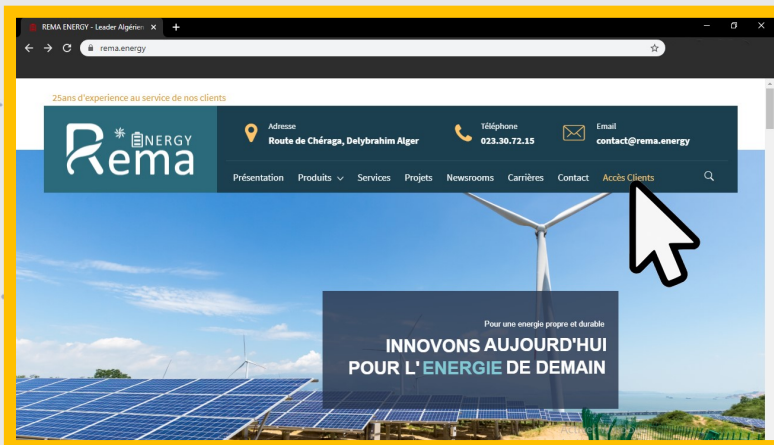 REMA ENERGY - Leader Algérien
rema.energy
25ans d'experience au service de nos clients
ENERGY
Rema
Adresse
Route de Chéraga, Delybrahim Alger
Téléphone
023.30.72.15
Email
contact@rema.energy
Présentation Produits Services Projets Newsrooms Carrières Contact Accès Clients
Pour une energie propre et durable
INNOVONS AUJOURD'HUI
POUR L'ENERGIE DE DEMAIN